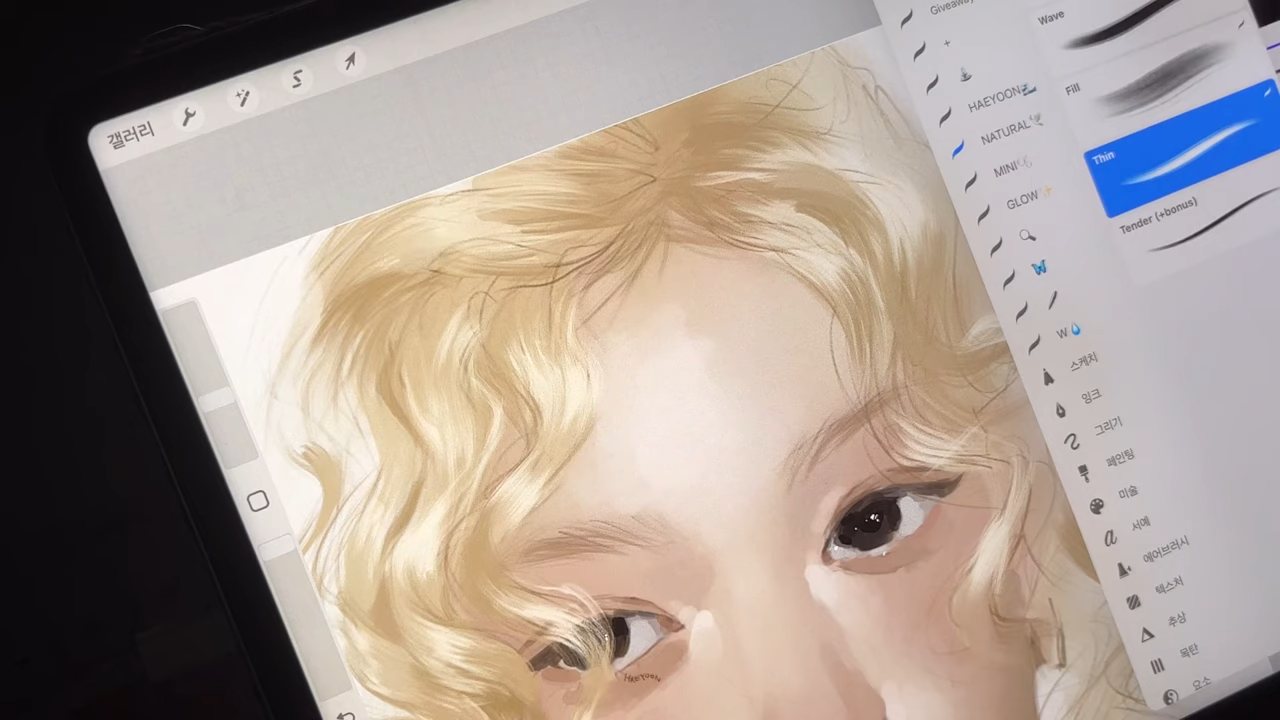 갤러리
Giveaway
+
HAEYOON
NATURAL
MINI
GLOW
W
스케치
잉크
그리기
페인팅
미술
서예
에어브러시
텍스처
추상
목탄
요소
Wave
Fill
Thin
Tender (+bonus)
HAEYOON